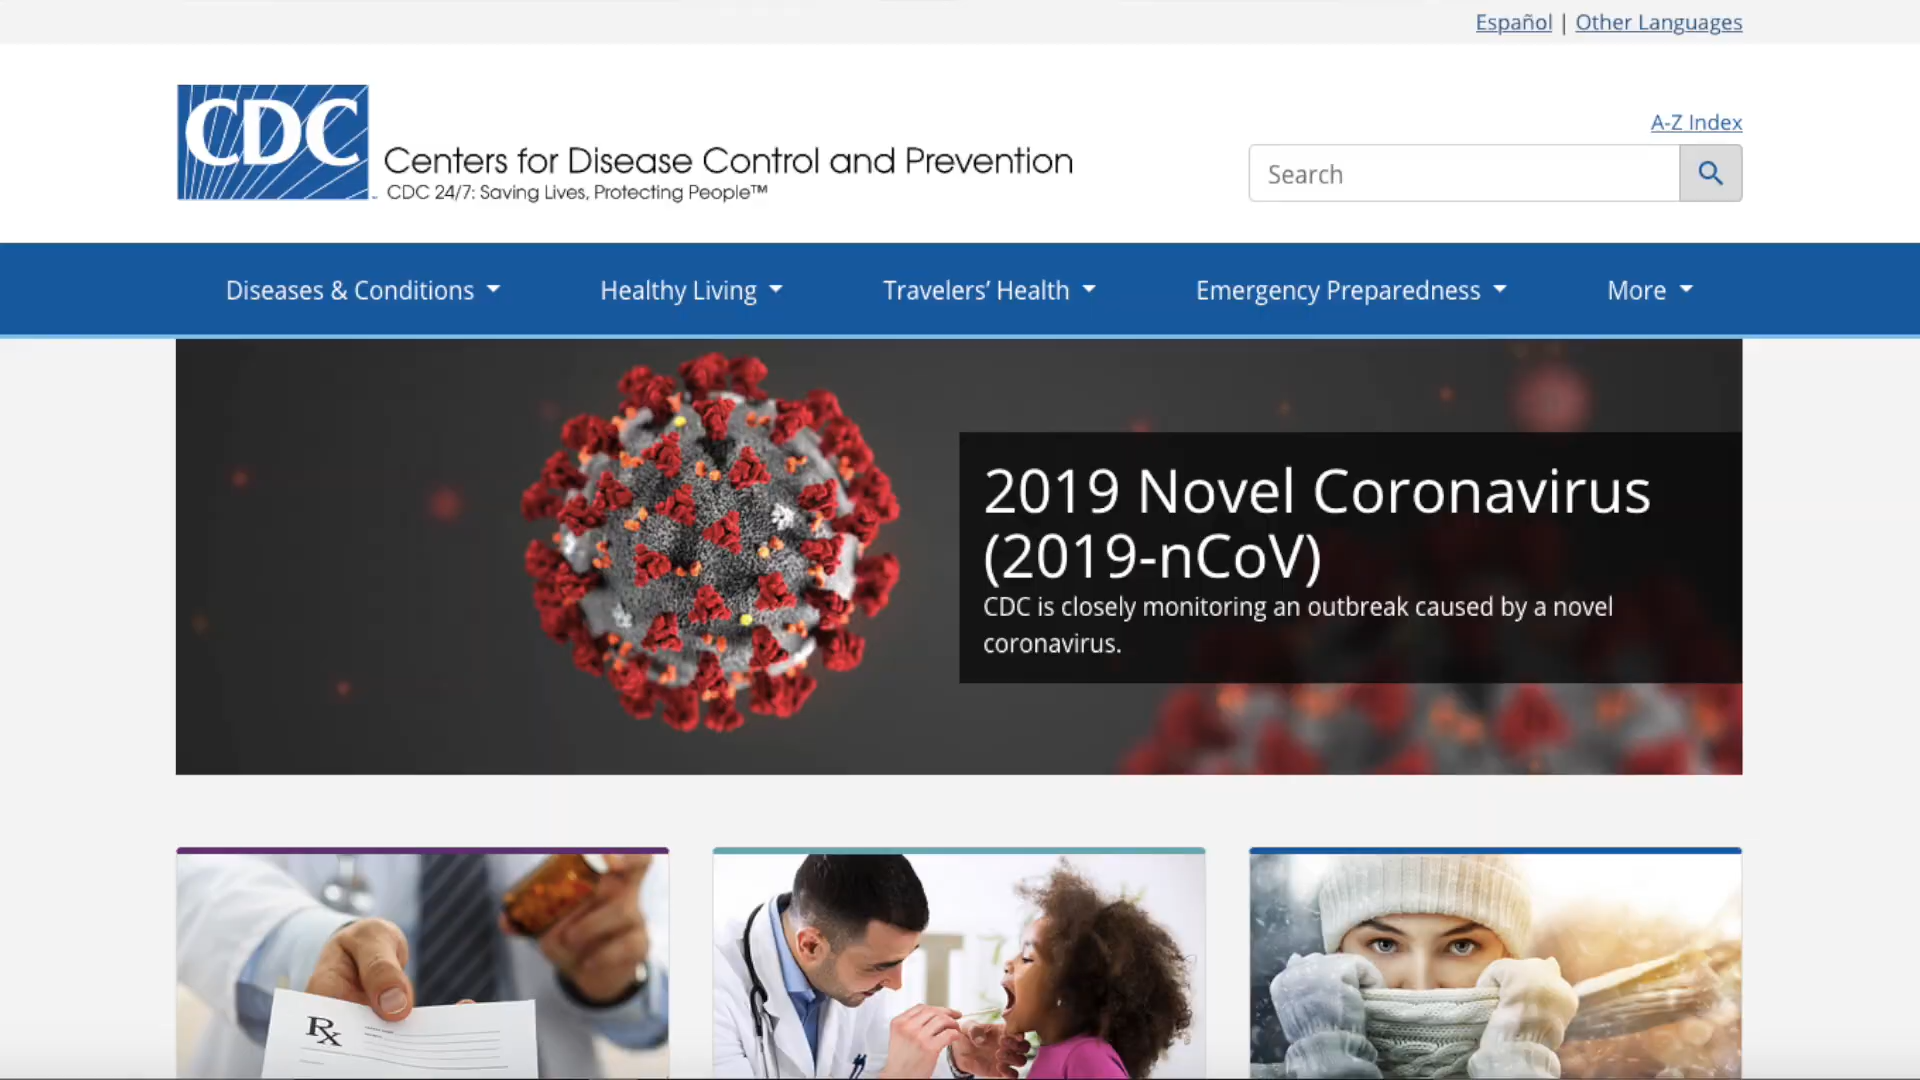 Español | Other Languages
CDC
Centers for Disease Control and Prevention
CDC 24/7: Saving Lives, Protecting People™
A-Z Index
Search
Diseases & Conditions
Healthy Living
Travelers’ Health
Emergency Preparedness
More
2019 Novel Coronavirus
(2019-nCoV)
CDC is closely monitoring an outbreak caused by a novel
coronavirus.
Rx